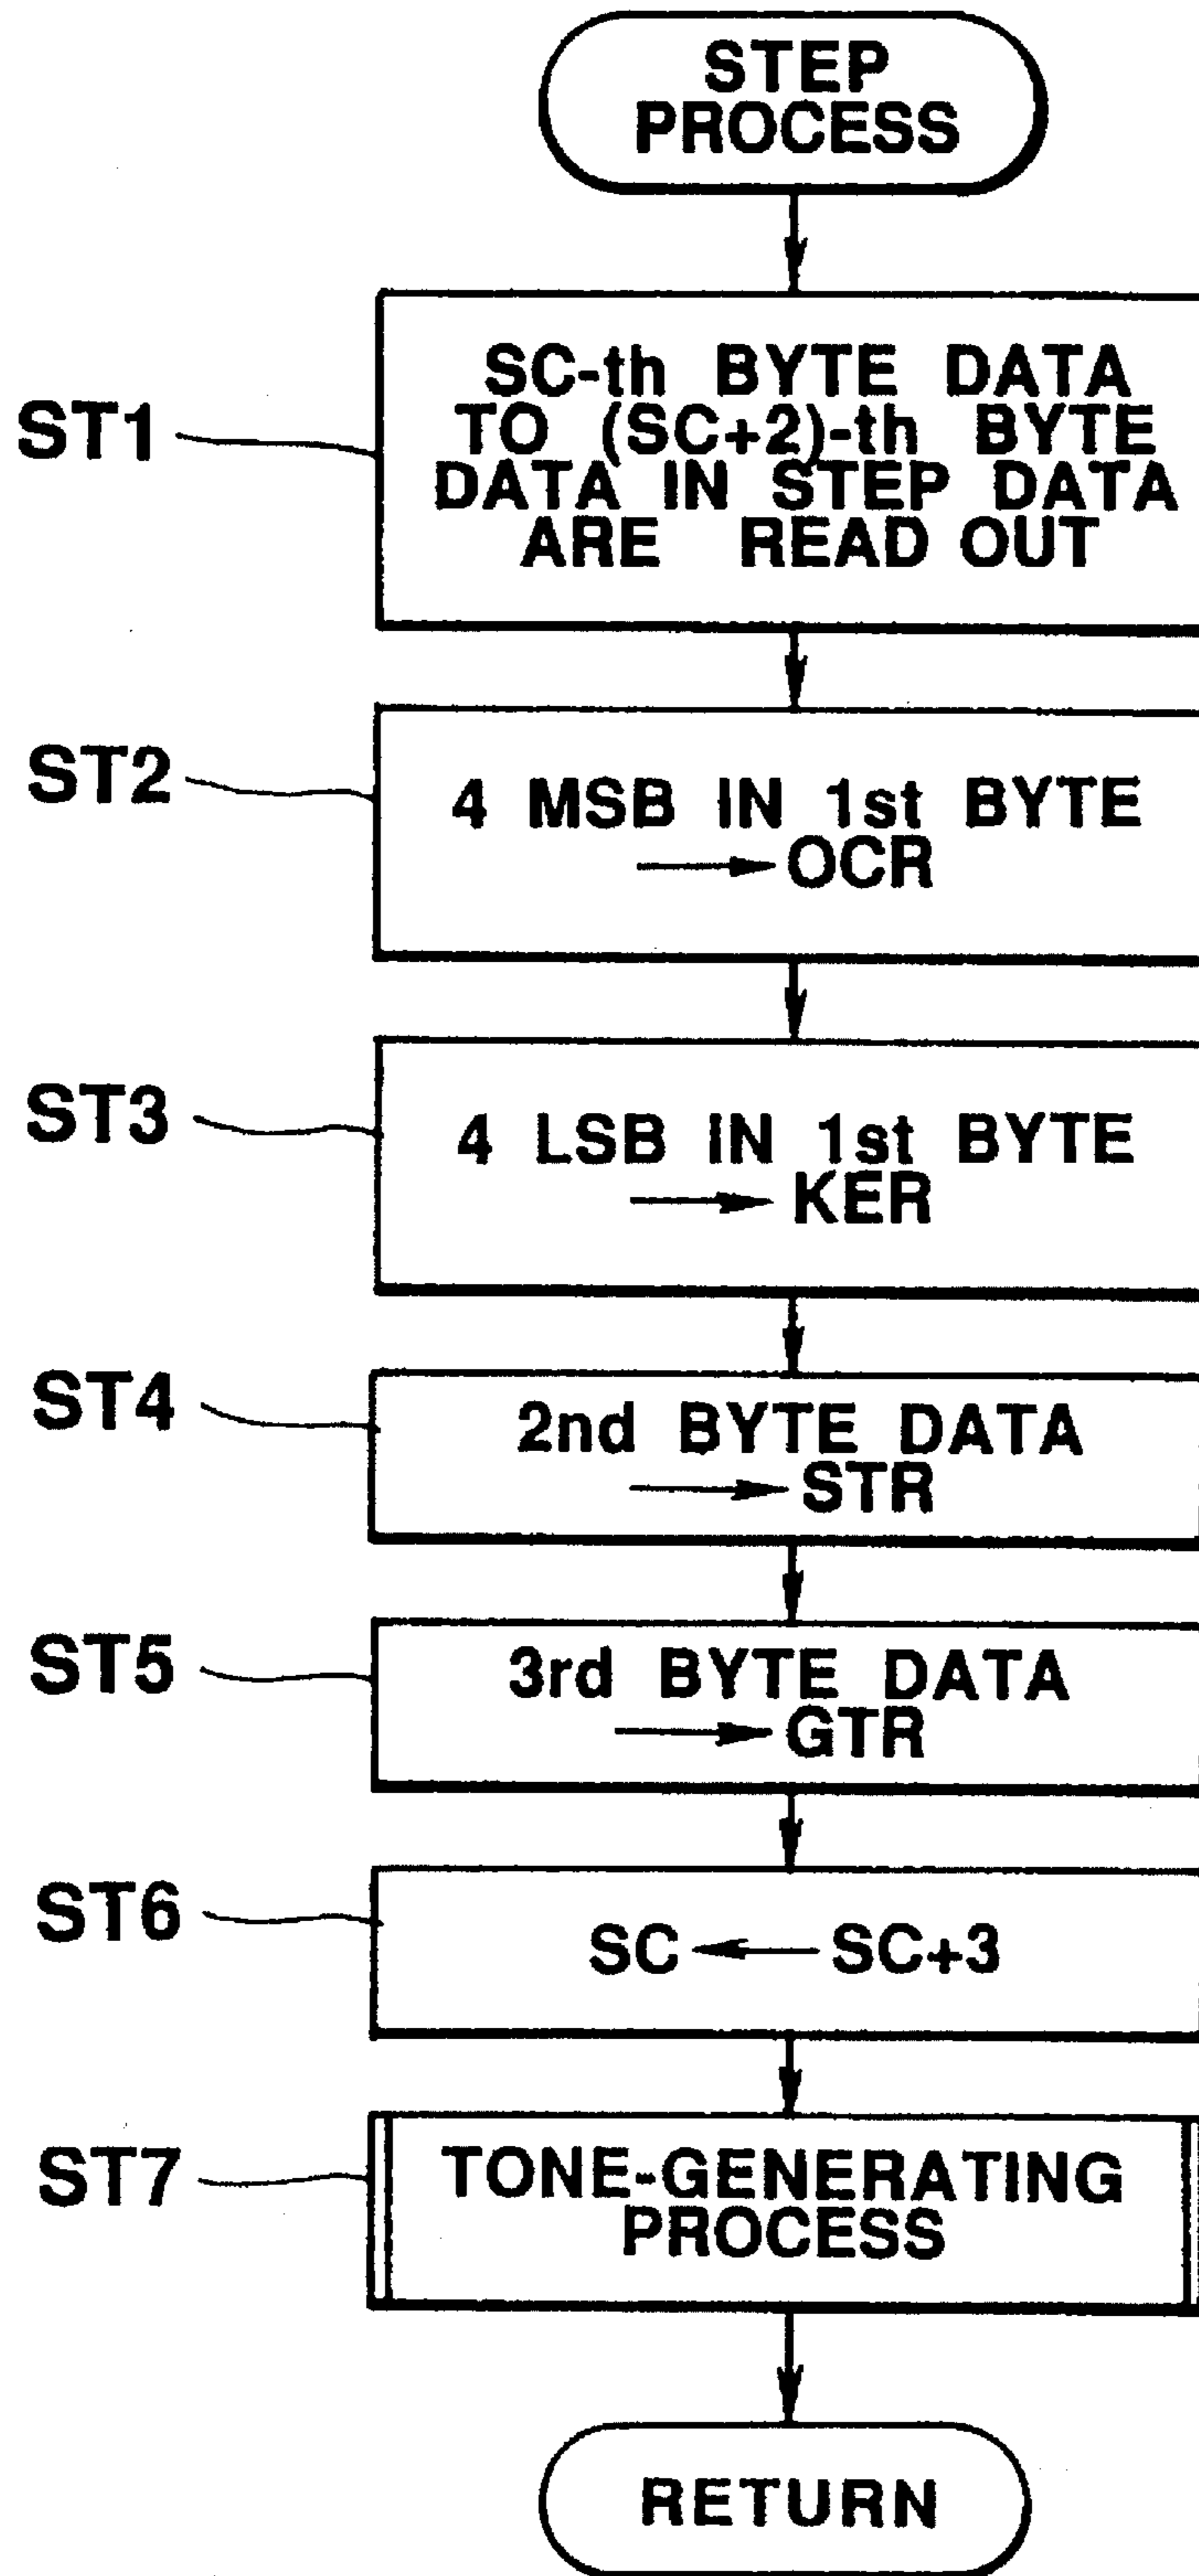 STEP
PROCESS
ST1
SC-th BYTE DATA
TO (SC+2)-th BYTE
DATA IN STEP DATA
ARE READ OUT
ST2
4 MSB IN 1st BYTE
→ OCR
ST3
4 LSB IN 1st BYTE
→ KER
ST4
2nd BYTE DATA
→ STR
ST5
3rd BYTE DATA
→ GTR
ST6
SC ← SC+3
ST7
TONE-GENERATING
PROCESS
RETURN